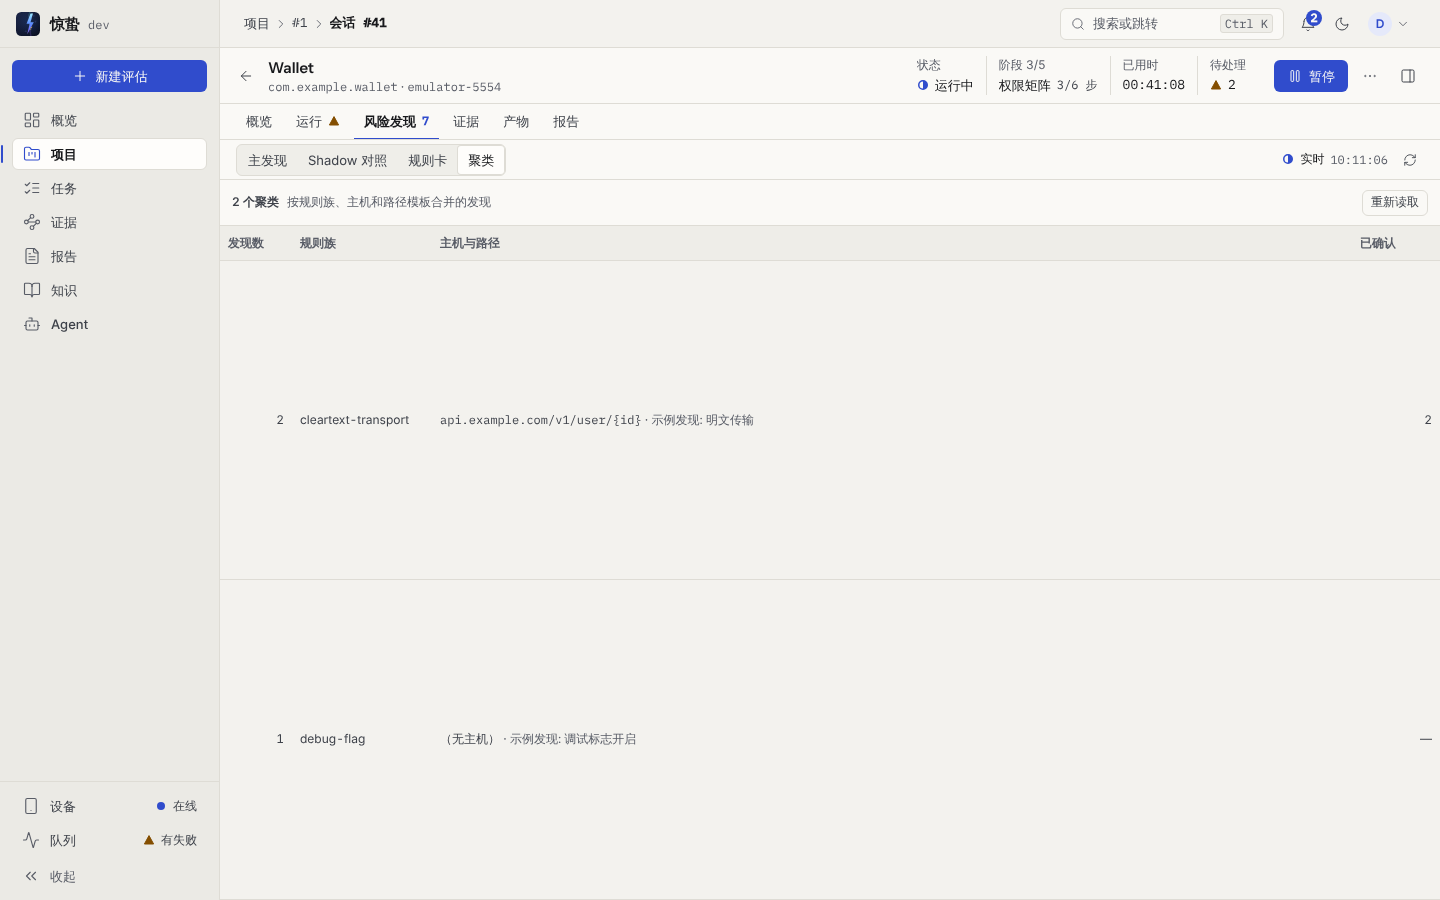 惊蛰 dev
项目 #1 会话 #41
搜索或跳转 Ctrl K
2
D
新建评估
概览
项目
任务
证据
报告
知识
Agent
设备 在线
队列 有失败
收起
Wallet
com.example.wallet · emulator-5554
状态
运行中
阶段 3/5
权限矩阵 3/6 步
已用时
00:41:08
待处理
2
暂停
概览 运行 风险发现 7 证据 产物 报告
主发现 Shadow 对照 规则卡 聚类
实时 10:11:06
2 个聚类 按规则族、主机和路径模板合并的发现
重新读取
发现数 规则族 主机与路径 已确认
2 cleartext-transport api.example.com/v1/user/{id} · 示例发现: 明文传输 2
1 debug-flag （无主机） · 示例发现: 调试标志开启 —